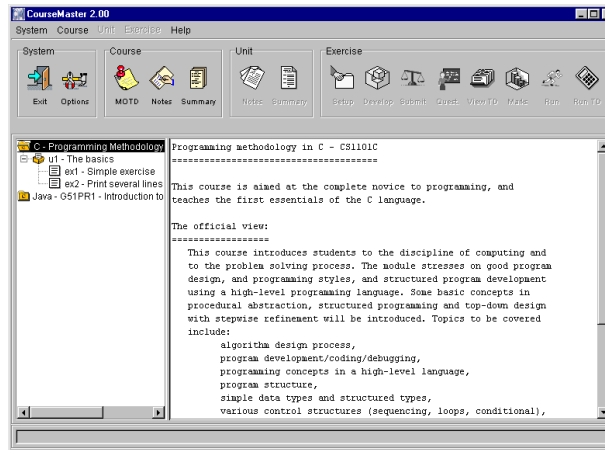 CourseMaster 2.00
System Course Unit Exercise Help
System Course Unit Exercise
Exit Options MOTD Notes Summary Notes Summary Setup Develop Submit Quest. View TD Marks Run Run TD
C - Programming Methodology
u1 - The basics
ex1 - Simple exercise
ex2 - Print several lines
Java - G51PR1 - Introduction to
Programming methodology in C - CS1101C
=====================================
This course is aimed at the complete novice to programming, and
teaches the first essentials of the C language.
The official view:
==================
This course introduces students to the discipline of computing and
to the problem solving process. The module stresses on good program
design, and programming styles, and structured program development
using a high-level programming language. Some basic concepts in
procedural abstraction, structured programming and top-down design
with stepwise refinement will be introduced. Topics to be covered
include:
algorithm design process,
program development/coding/debugging,
programming concepts in a high-level language,
program structure,
simple data types and structured types,
various control structures (sequencing, loops, conditional),